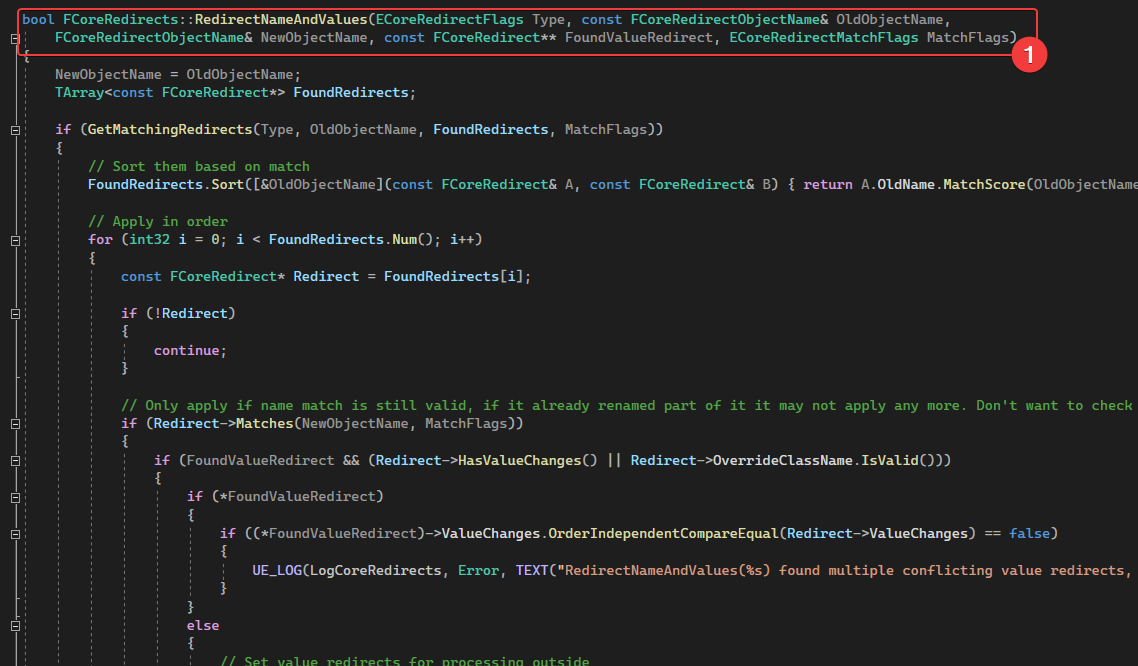 bool FCoreRedirects::RedirectNameAndValues(ECoreRedirectFlags Type, const FCoreRedirectObjectName& OldObjectName,
FCoreRedirectObjectName& NewObjectName, const FCoreRedirect** FoundValueRedirect, ECoreRedirectMatchFlags MatchFlags)
1
{
NewObjectName = OldObjectName;
TArray<const FCoreRedirect*> FoundRedirects;
if (GetMatchingRedirects(Type, OldObjectName, FoundRedirects, MatchFlags))
{
// Sort them based on match
FoundRedirects.Sort([&OldObjectName](const FCoreRedirect& A, const FCoreRedirect& B) { return A.OldName.MatchScore(OldObjectName
// Apply in order
for (int32 i = 0; i < FoundRedirects.Num(); i++)
{
const FCoreRedirect* Redirect = FoundRedirects[i];
if (!Redirect)
{
continue;
}
// Only apply if name match is still valid, if it already renamed part of it it may not apply any more. Don't want to check
if (Redirect->Matches(NewObjectName, MatchFlags))
{
if (FoundValueRedirect && (Redirect->HasValueChanges() || Redirect->OverrideClassName.IsValid()))
{
if (*FoundValueRedirect)
{
if ((*FoundValueRedirect)->ValueChanges.OrderIndependentCompareEqual(Redirect->ValueChanges) == false)
{
UE_LOG(LogCoreRedirects, Error, TEXT("RedirectNameAndValues(%s) found multiple conflicting value redirects,
}
}
else
{
// Set value redirects for processing outside